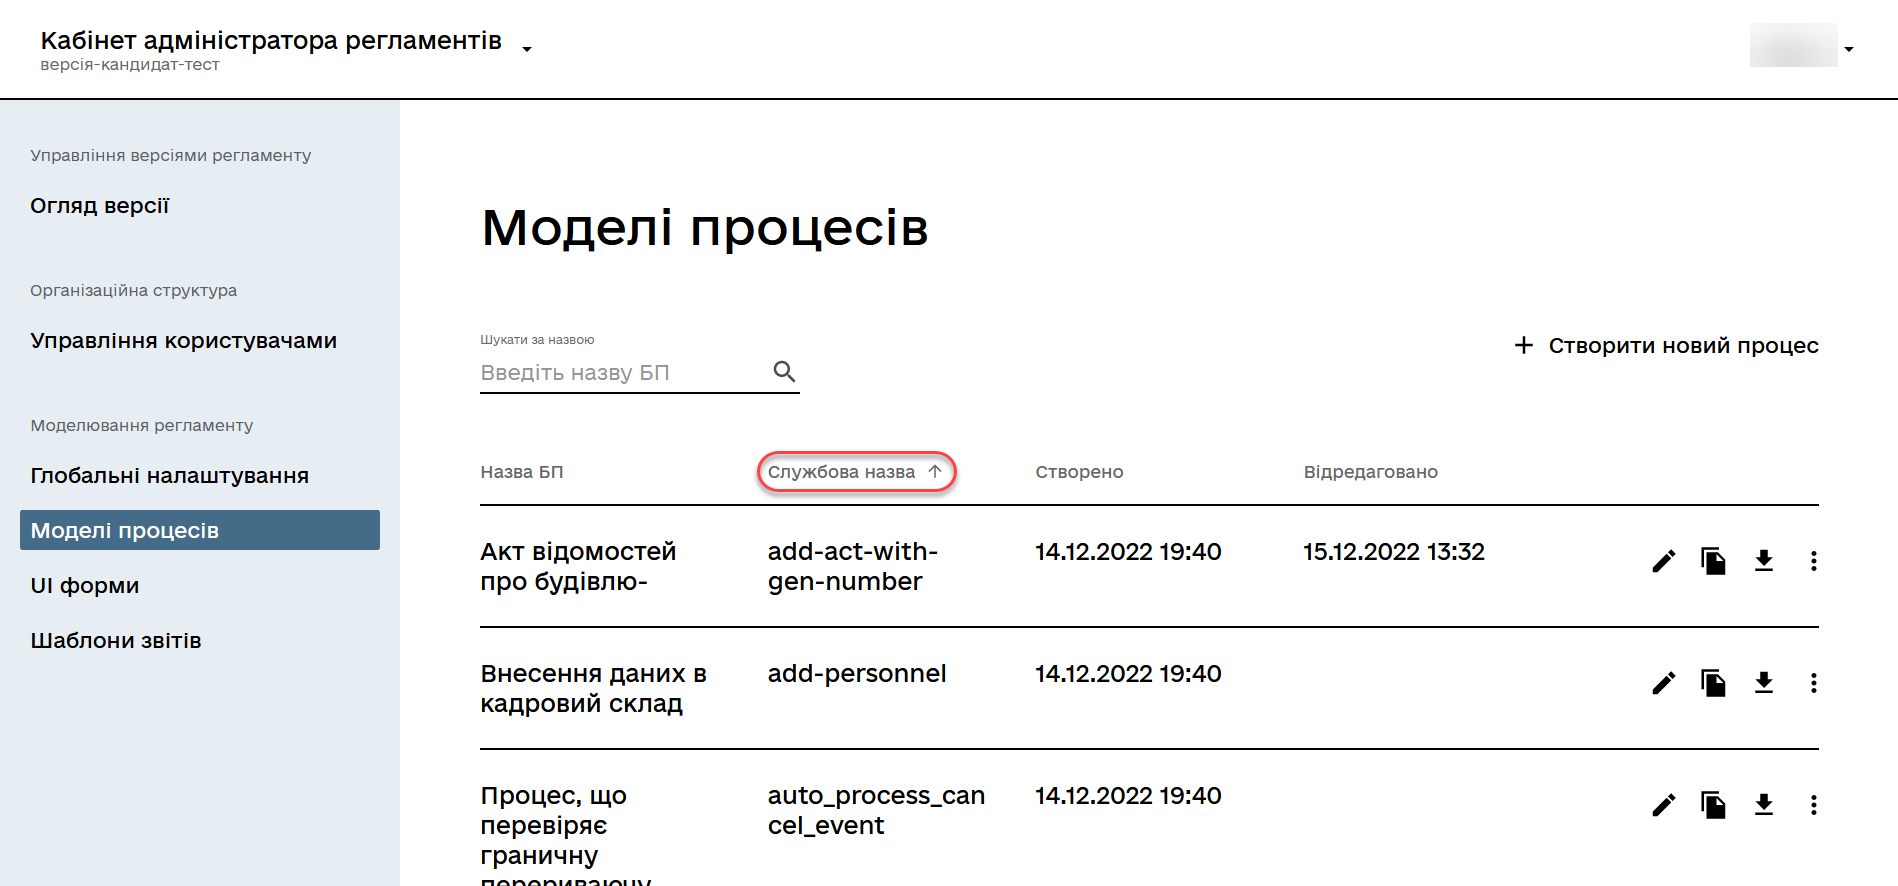 Кабінет адміністратора регламентів
версія-кандидат-тест
Управління версіями регламенту
Огляд версії
Організаційна структура
Управління користувачами
Моделювання регламенту
Глобальні налаштування
Моделі процесів
UI форми
Шаблони звітів
Моделі процесів
Шукати за назвою
Введіть назву БП
Створити новий процес
Назва БП Службова назва Створено Відредаговано
Акт відомостей add-act-with- 14.12.2022 19:40 15.12.2022 13:32
про будівлю- gen-number
Внесення даних в add-personnel 14.12.2022 19:40
кадровий склад
Процес, що auto_process_can 14.12.2022 19:40
перевіряє cel_event
граничну
перериваючу